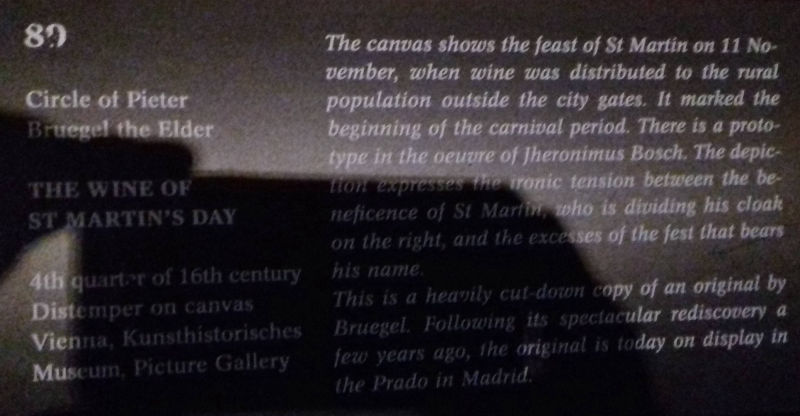 89
Circle of Pieter
Bruegel the Elder
THE WINE OF
ST MARTIN'S DAY
4th quarter of 16th century
Distemper on canvas
Vienna, Kunsthistorisches
Museum, Picture Gallery
The canvas shows the feast of St Martin on 11 No-
vember, when wine was distributed to the rural
population outside the city gates. It marked the
beginning of the carnival period. There is a proto-
type in the oeuvre of Jheronimus Bosch. The depic-
tion expresses the ironic tension between the be-
neficence of St Martin, who is dividing his cloak
on the right, and the excesses of the fest that bears
his name.
This is a heavily cut-down copy of an original by
Bruegel. Following its spectacular rediscovery a
few years ago, the original is today on display in
the Prado in Madrid.